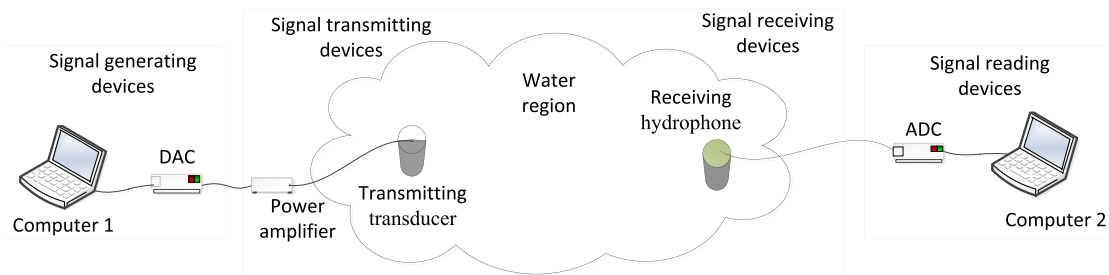 Signal generating
devices
DAC
Computer 1
Signal transmitting
devices
Power
amplifier
Transmitting
transducer
Water
region
Signal receiving
devices
Receiving
hydrophone
Signal reading
devices
ADC
Computer 2